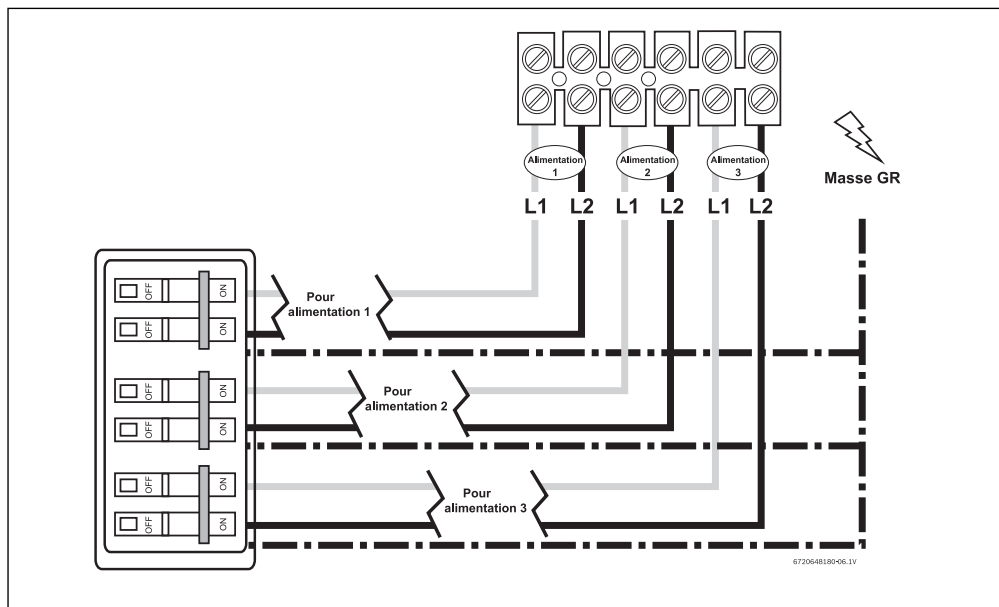 Alimentation
1
Alimentation
2
Alimentation
3
Masse GR
L1 L2 L1 L2 L1 L2
OFF ON
Pour
alimentation 1
OFF ON
OFF ON
Pour
alimentation 2
OFF ON
OFF ON
Pour
alimentation 3
OFF ON
6720648180-06.1V